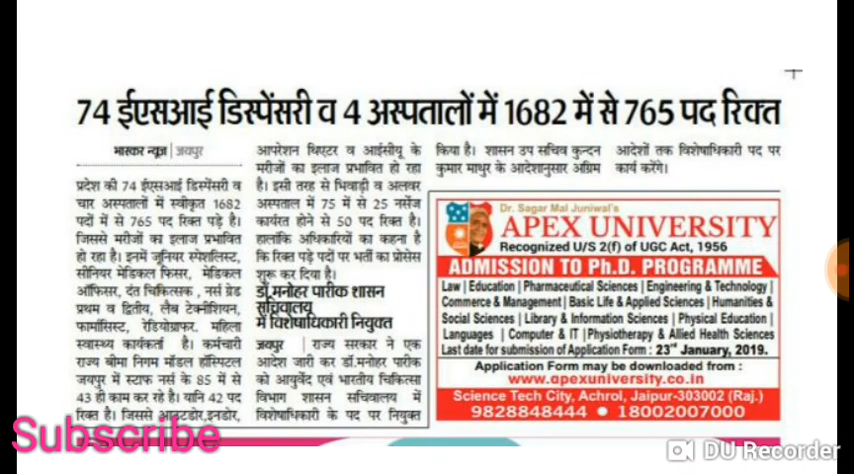 74 ईएसआई डिस्पेंसरी व 4 अस्पतालों में 1682 में से 765 पद रिक्त
भास्कर न्यूज | जयपुर
प्रदेश की 74 ईएसआई डिस्पेंसरी व
चार अस्पतालों में स्वीकृत 1682
पदों में से 765 पद रिक्त पड़े है।
जिससे मरीजों का इलाज प्रभावित
हो रहा है। इनमें जूनियर स्पेशलिस्ट,
सीनियर मेडिकल फिसर, मेडिकल
ऑफिसर, दंत चिकित्सक, नर्स ग्रेड
प्रथम व द्वितीय, लैब टेक्नीशियन,
फार्मासिस्ट, रेडियोग्राफर, महिला
स्वास्थ्य कार्यकर्ता है। कर्मचारी
राज्य बीमा निगम मॉडल हॉस्पिटल
जयपुर में स्टाफ नर्स के 85 में से
43 ही काम कर रहे है। यानि 42 पद
रिक्त है। जिससे आउटडोर,इनडोर,
आपरेशन थिएटर व आईसीयू के
मरीजों का इलाज प्रभावित हो रहा
है। इसी तरह से भिवाड़ी व अलवर
अस्पताल में 75 में से 25 नर्सेज
कार्यरत होने से 50 पद रिक्त है।
हालांकि अधिकारियों का कहना है
कि रिक्त पड़े पदों पर भर्ती का प्रोसेस
शुरू कर दिया है।
डॉ.मनोहर पारीक शासन
सचिवालय
में विशेषाधिकारी नियुक्त
जयपुर | राज्य सरकार ने एक
आदेश जारी कर डॉ.मनोहर पारीक
को आयुर्वेद एवं भारतीय चिकित्सा
विभाग शासन सचिवालय में
विशेषाधिकारी के पद पर नियुक्त
किया है। शासन उप सचिव कुन्दन
कुमार माथुर के आदेशानुसार अग्रिम
आदेशों तक विशेषाधिकारी पद पर
कार्य करेंगे।
Dr. Sagar Mal Juniwal's
APEX UNIVERSITY
Recognized U/S 2(f) of UGC Act, 1956
ADMISSION TO Ph.D. PROGRAMME
Law | Education | Pharmaceutical Sciences | Engineering & Technology |
Commerce & Management | Basic Life & Applied Sciences | Humanities &
Social Sciences | Library & Information Sciences | Physical Education |
Languages | Computer & IT | Physiotherapy & Allied Health Sciences
Last date for submission of Application Form : 23rd January, 2019.
Application Form may be downloaded from :
www.apexuniversity.co.in
Science Tech City, Achrol, Jaipur-303002 (Raj.)
9828848444 ● 18002007000
Subscribe
DU Recorder